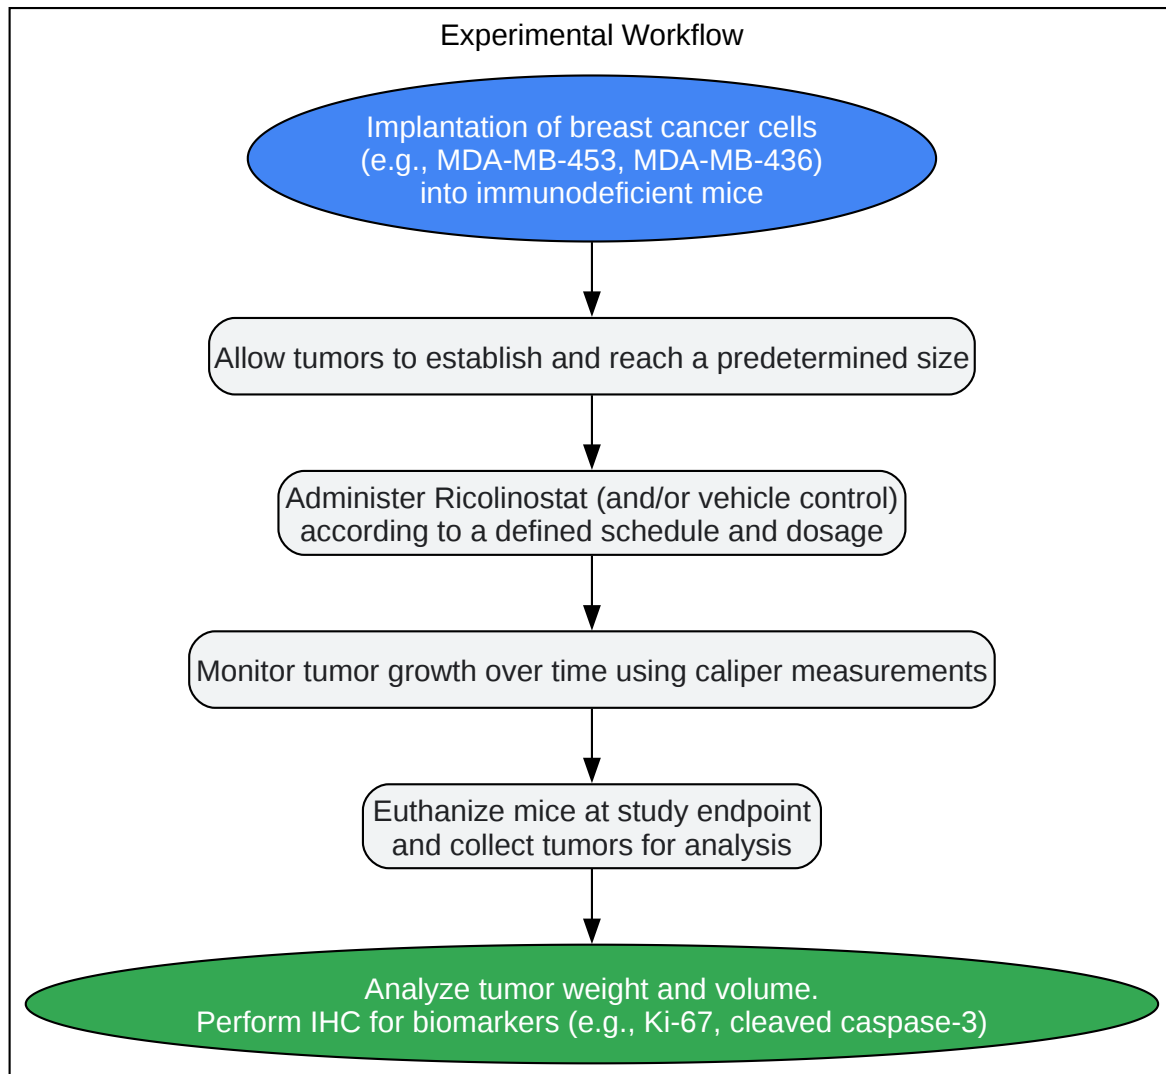 Experimental Workflow
Implantation of breast cancer cells
(e.g., MDA-MB-453, MDA-MB-436)
into immunodeficient mice
Allow tumors to establish and reach a predetermined size
Administer Ricolinostat (and/or vehicle control)
according to a defined schedule and dosage
Monitor tumor growth over time using caliper measurements
Euthanize mice at study endpoint
and collect tumors for analysis
Analyze tumor weight and volume.
Perform IHC for biomarkers (e.g., Ki-67, cleaved caspase-3)